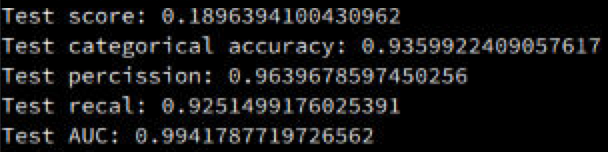 Test score: 0.1896394100430962
Test categorical accuracy: 0.9359922409057617
Test percission: 0.9639678597450256
Test recal: 0.9251499176025391
Test AUC: 0.9941787719726562